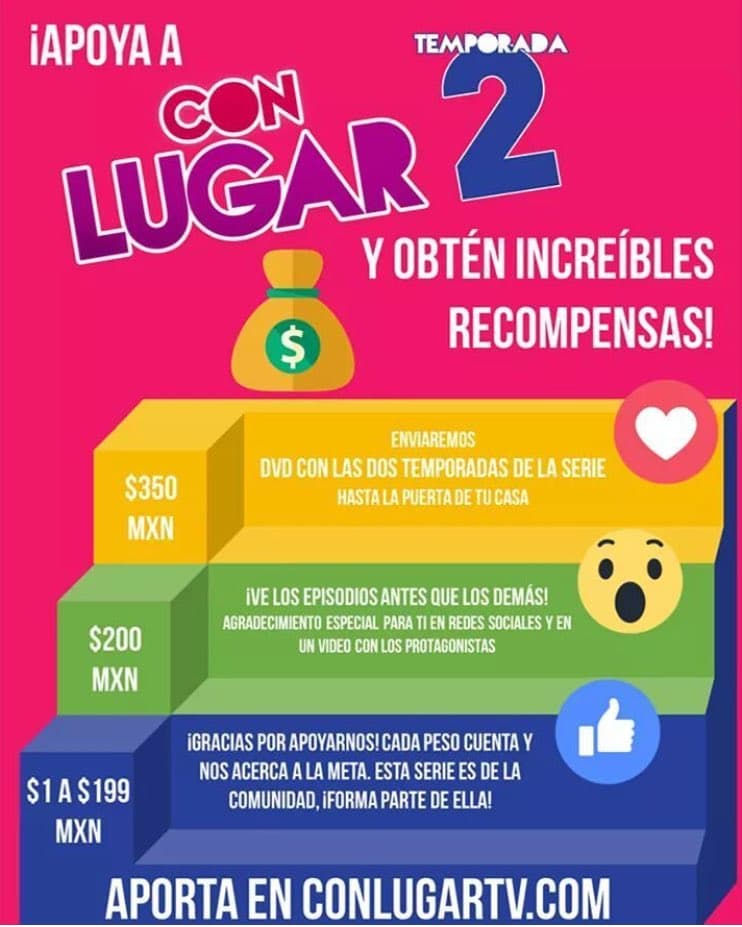 ¡APOYA A
CON
LUGAR
TEMPORADA
2
Y OBTÉN INCREÍBLES
RECOMPENSAS!
$
$350
MXN
ENVIAREMOS
DVD CON LAS DOS TEMPORADAS DE LA SERIE
HASTA LA PUERTA DE TU CASA
$200
MXN
¡VE LOS EPISODIOS ANTES QUE LOS DEMÁS!
AGRADECIMIENTO ESPECIAL PARA TI EN REDES SOCIALES Y EN
UN VIDEO CON LOS PROTAGONISTAS
$1 A $199
MXN
¡GRACIAS POR APOYARNOS! CADA PESO CUENTA Y
NOS ACERCA A LA META. ESTA SERIE ES DE LA
COMUNIDAD, ¡FORMA PARTE DE ELLA!
APORTA EN CONLUGARTV.COM